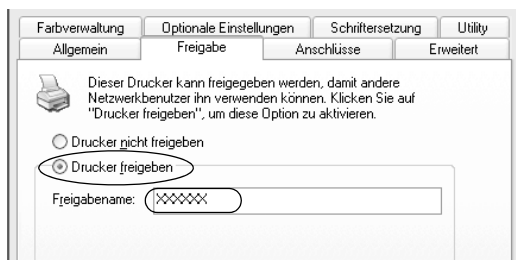 Farbverwaltung Optionale Einstellungen Schriftersetzung Utility
Allgemein Freigabe Anschlüsse Erweitert
Dieser Drucker kann freigegeben werden, damit andere
Netzwerkbenutzer ihn verwenden können. Klicken Sie auf
"Drucker freigeben", um diese Option zu aktivieren.
Drucker nicht freigeben
Drucker freigeben
Freigabename: XXXXXX